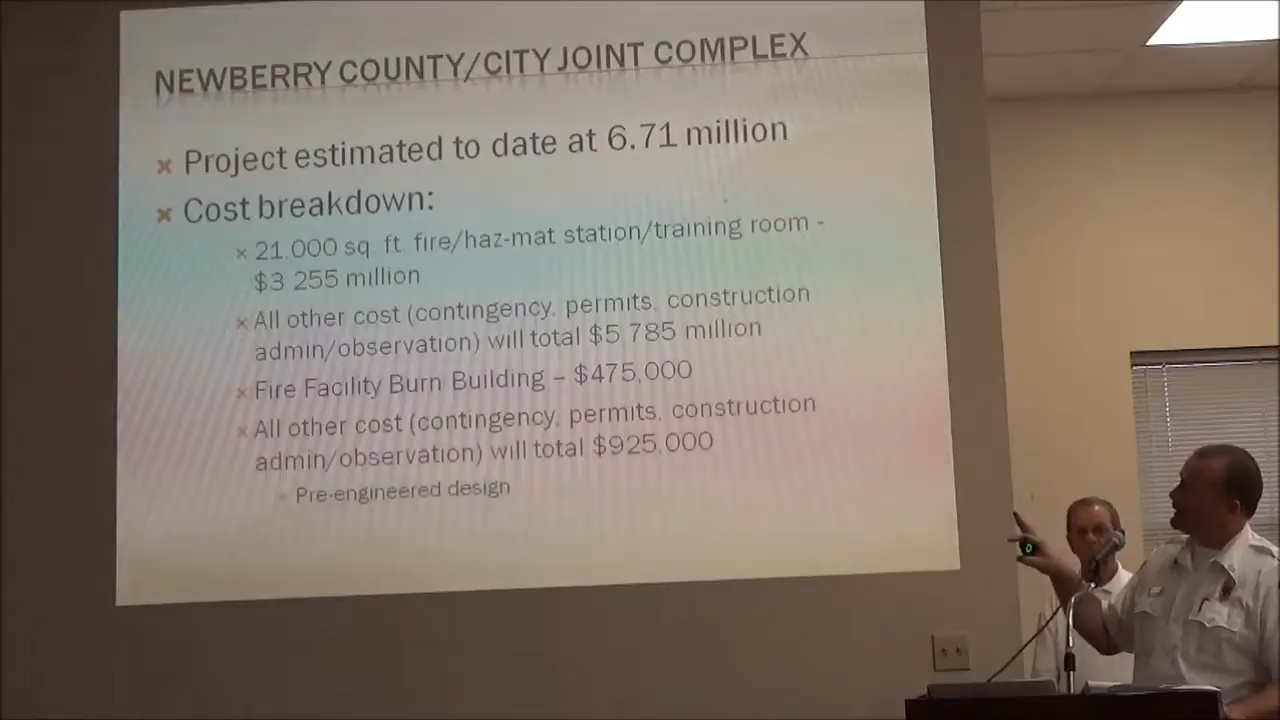 NEWBERRY COUNTY/CITY JOINT COMPLEX
Project estimated to date at 6.71 million
Cost breakdown:
21,000 sq. ft. fire/haz-mat station/training room -
$3.255 million
All other cost (contingency, permits, construction
admin/observation) will total $5.785 million
Fire Facility Burn Building – $475,000
All other cost (contingency, permits, construction
admin/observation) will total $925,000
Pre-engineered design